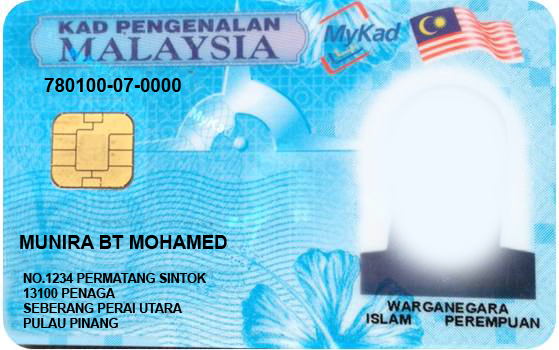 KAD PENGENALAN
MALAYSIA
MyKad
780100-07-0000
MyKad
MUNIRA BT MOHAMED
NO.1234 PERMATANG SINTOK
13100 PENAGA
SEBERANG PERAI UTARA
PULAU PINANG
WARGANEGARA
ISLAM PEREMPUAN